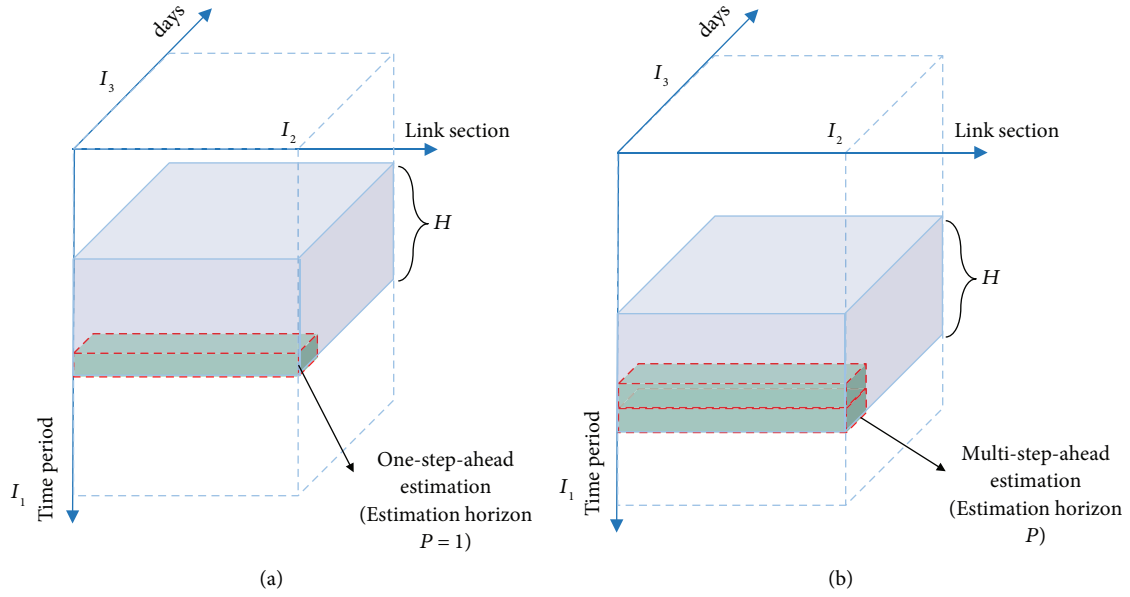 days
I3
I2
Link section
H
I1
Time period
One-step-ahead
estimation
(Estimation horizon
P = 1)
(a)
days
I3
I2
Link section
H
I1
Time period
Multi-step-ahead
estimation
(Estimation horizon
P)
(b)